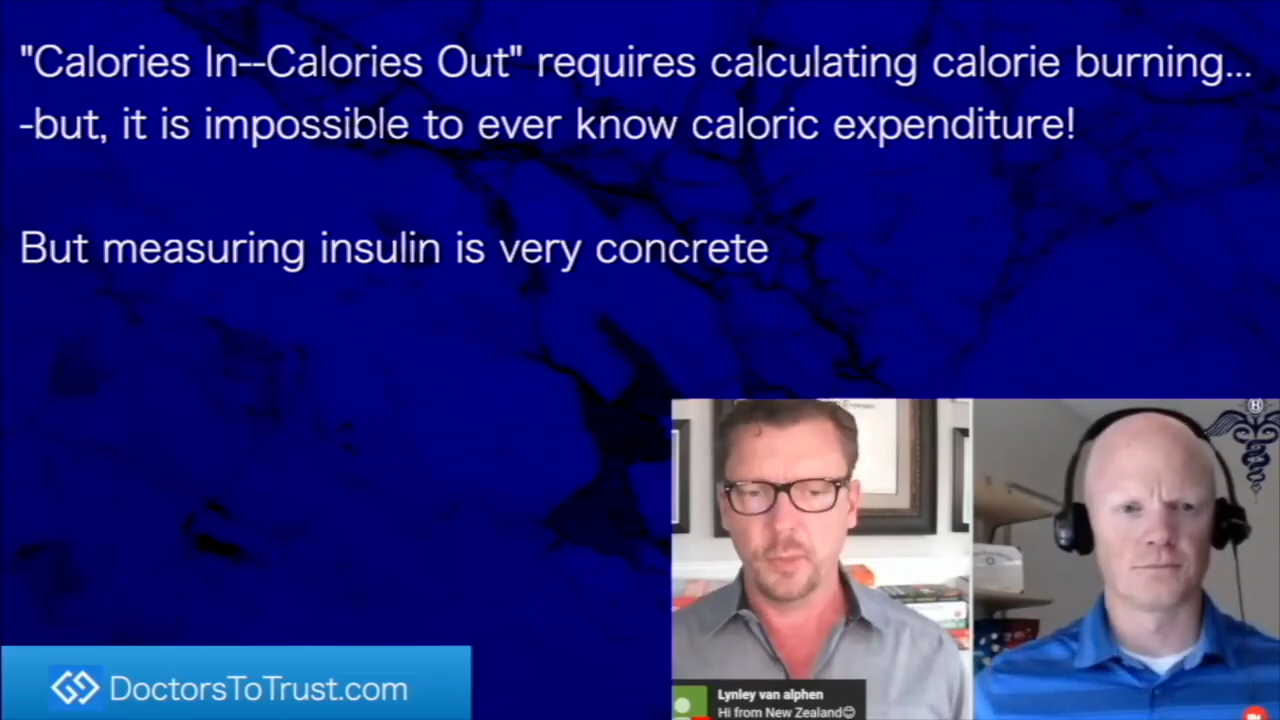 "Calories In--Calories Out" requires calculating calorie burning...
-but, it is impossible to ever know caloric expenditure!
But measuring insulin is very concrete
DoctorsToTrust.com
Lynley van alphen
Hi from New Zealand😊